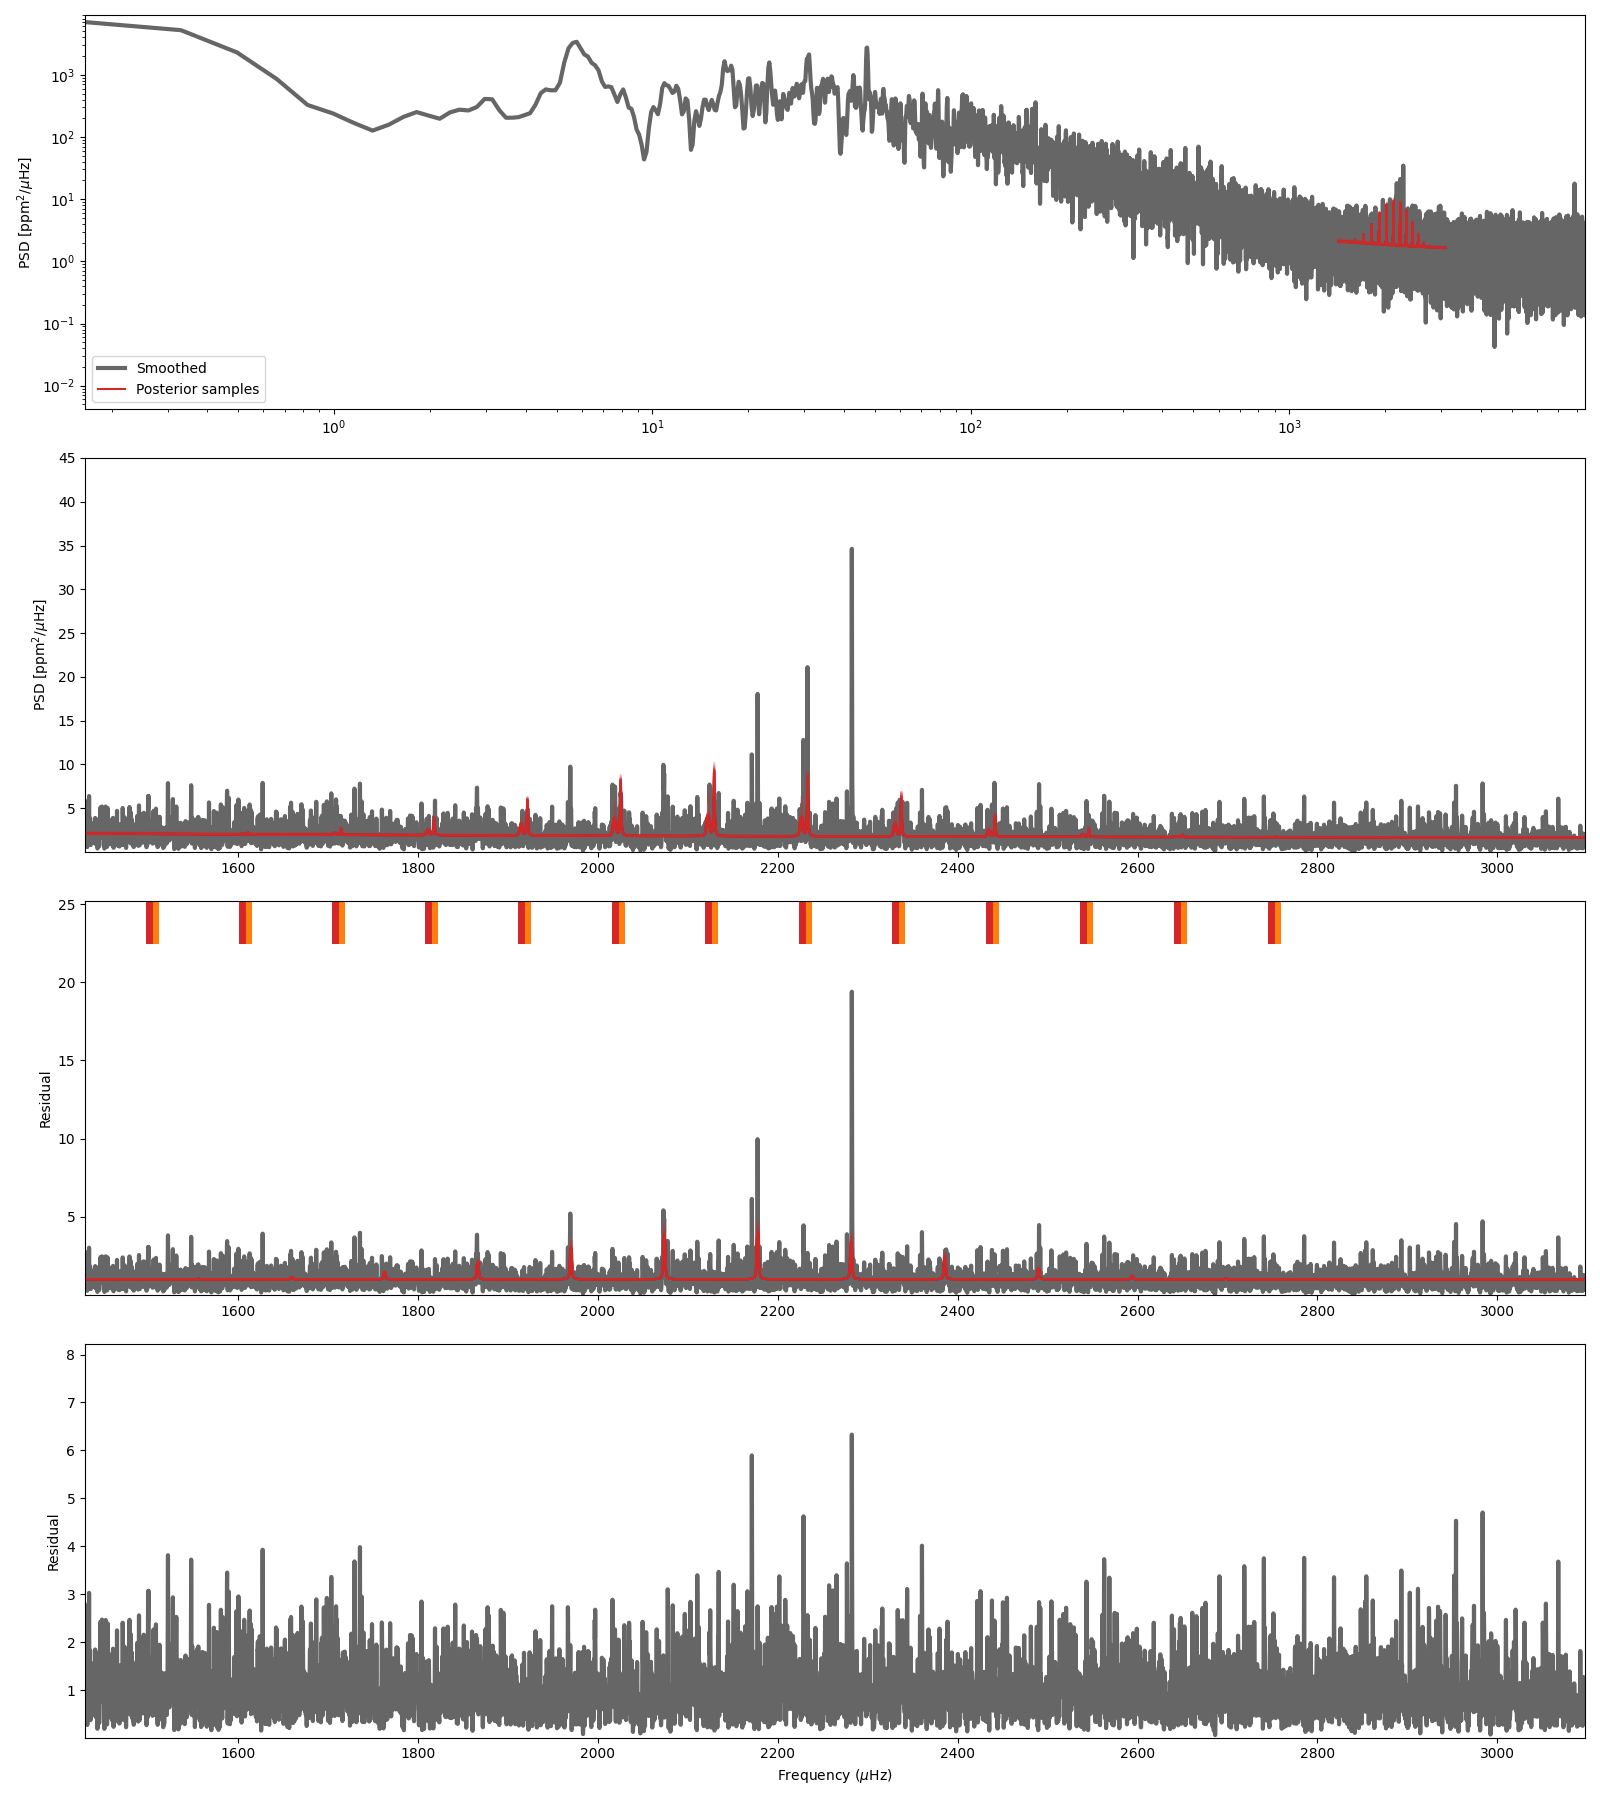 PSD [ppm²/μHz]
10³
10²
10¹
10⁰
10⁻¹
10⁻²
Smoothed
Posterior samples
10⁰ 10¹ 10² 10³
PSD [ppm²/μHz]
45
40
35
30
25
20
15
10
5
1600 1800 2000 2200 2400 2600 2800 3000
Residual
25
20
15
10
5
1600 1800 2000 2200 2400 2600 2800 3000
Residual
8
7
6
5
4
3
2
1
1600 1800 2000 2200 2400 2600 2800 3000
Frequency (μHz)